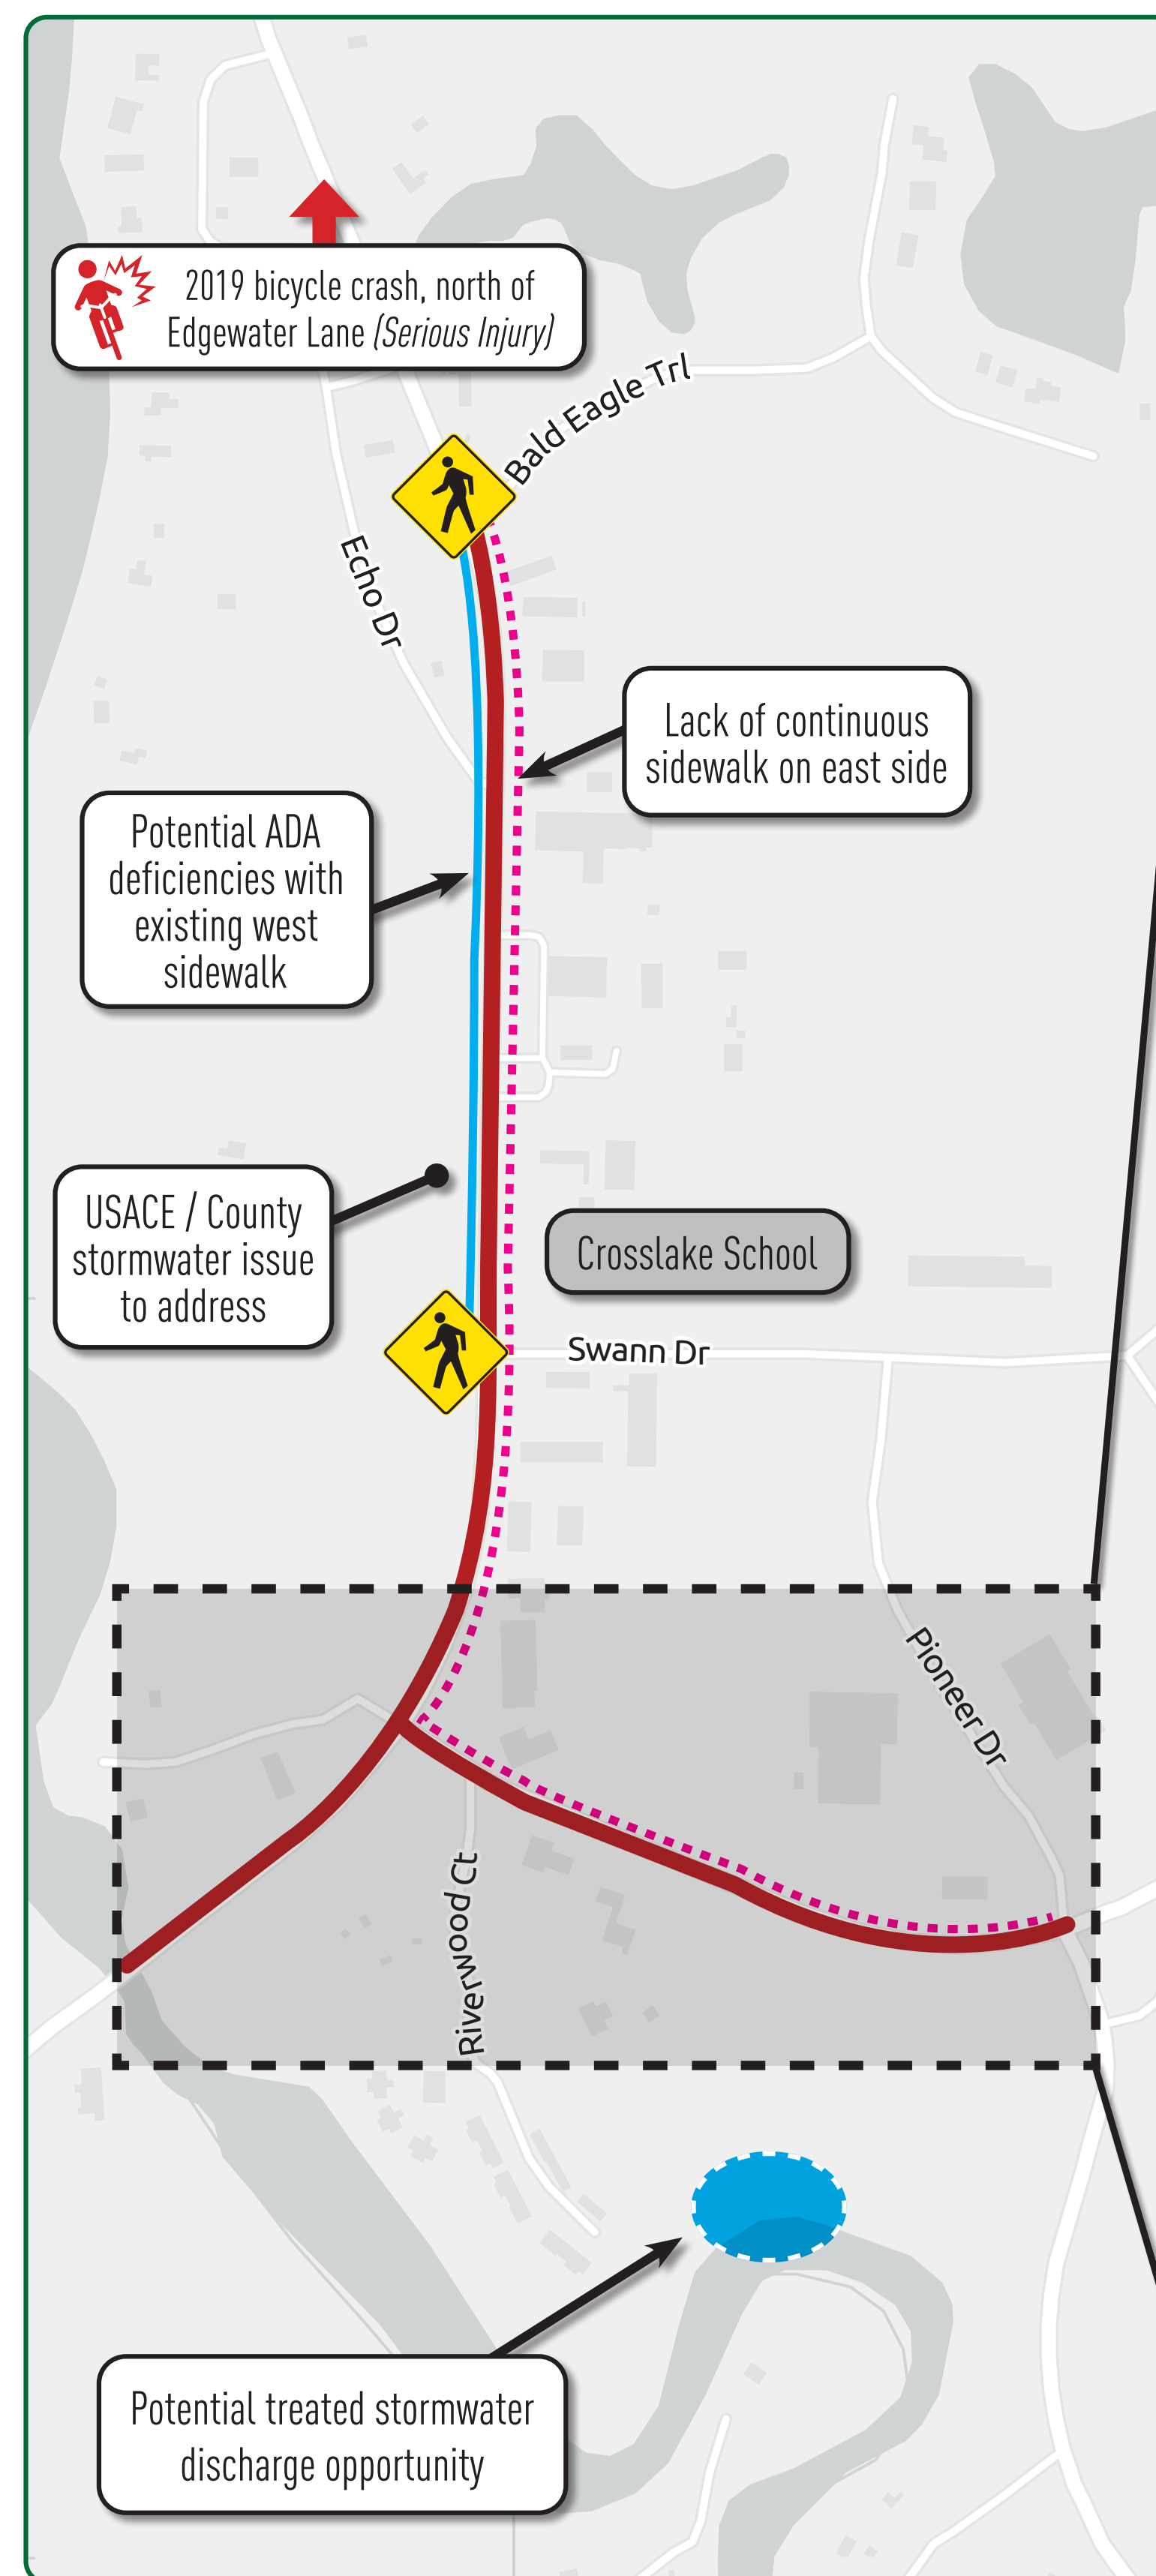 2019 bicycle crash, north of
Edgewater Lane (Serious Injury)
Bald Eagle Trl
Echo Dr
Lack of continuous
sidewalk on east side
Potential ADA
deficiencies with
existing west
sidewalk
USACE / County
stormwater issue
to address
Crosslake School
Swann Dr
Pioneer Dr
Riverwood Ct
Potential treated stormwater
discharge opportunity